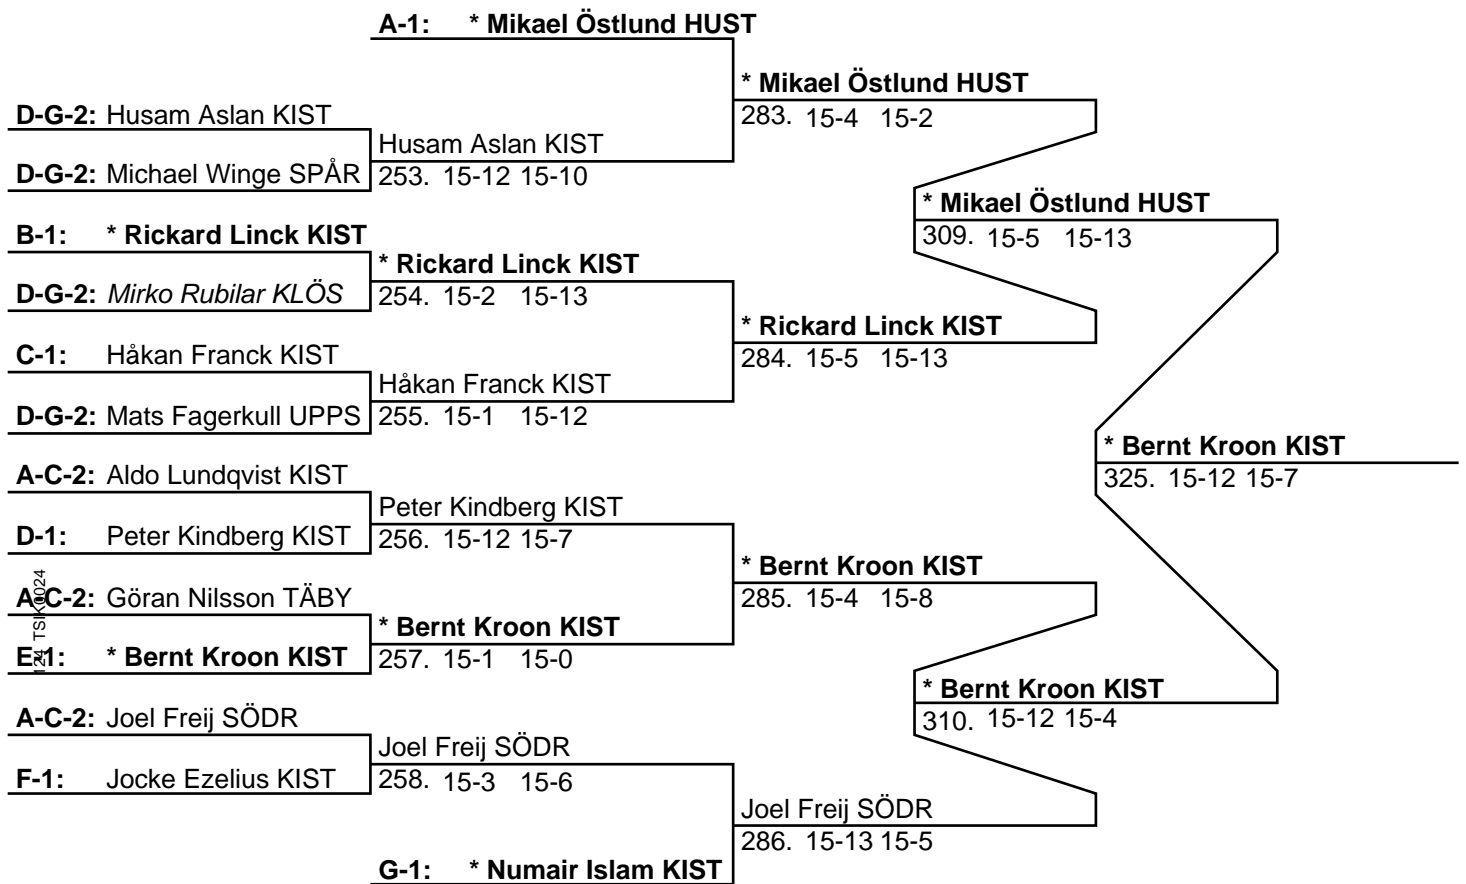 A-1: * Mikael Östlund HUST
* Mikael Östlund HUST
283. 15-4 15-2
D-G-2: Husam Aslan KIST
Husam Aslan KIST
D-G-2: Michael Winge SPÅR
253. 15-12 15-10
* Mikael Östlund HUST
309. 15-5 15-13
B-1: * Rickard Linck KIST
* Rickard Linck KIST
D-G-2: Mirko Rubilar KLÖS
254. 15-2 15-13
* Rickard Linck KIST
284. 15-5 15-13
C-1: Håkan Franck KIST
Håkan Franck KIST
D-G-2: Mats Fagerkull UPPS
255. 15-1 15-12
* Bernt Kroon KIST
325. 15-12 15-7
A-C-2: Aldo Lundqvist KIST
Peter Kindberg KIST
D-1: Peter Kindberg KIST
256. 15-12 15-7
* Bernt Kroon KIST
285. 15-4 15-8
A-C-2: Göran Nilsson TÄBY
* Bernt Kroon KIST
E-1: * Bernt Kroon KIST
257. 15-1 15-0
* Bernt Kroon KIST
310. 15-12 15-4
A-C-2: Joel Freij SÖDR
Joel Freij SÖDR
F-1: Jocke Ezelius KIST
258. 15-3 15-6
Joel Freij SÖDR
286. 15-13 15-5
G-1: * Numair Islam KIST